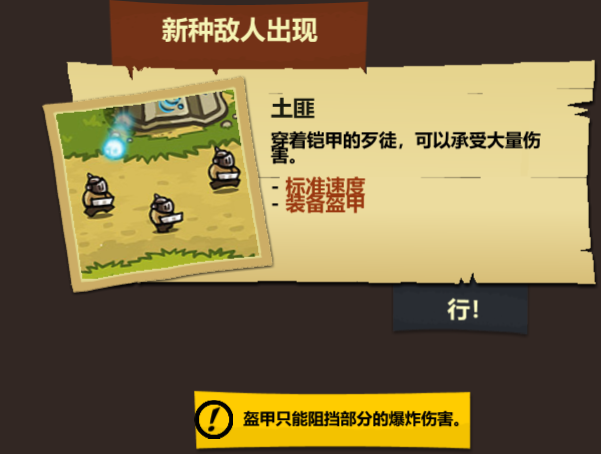 新种敌人出现
土匪
穿着铠甲的歹徒，可以承受大量伤
害。
- 标准速度
- 装备盔甲
行!
盔甲只能阻挡部分的爆炸伤害。